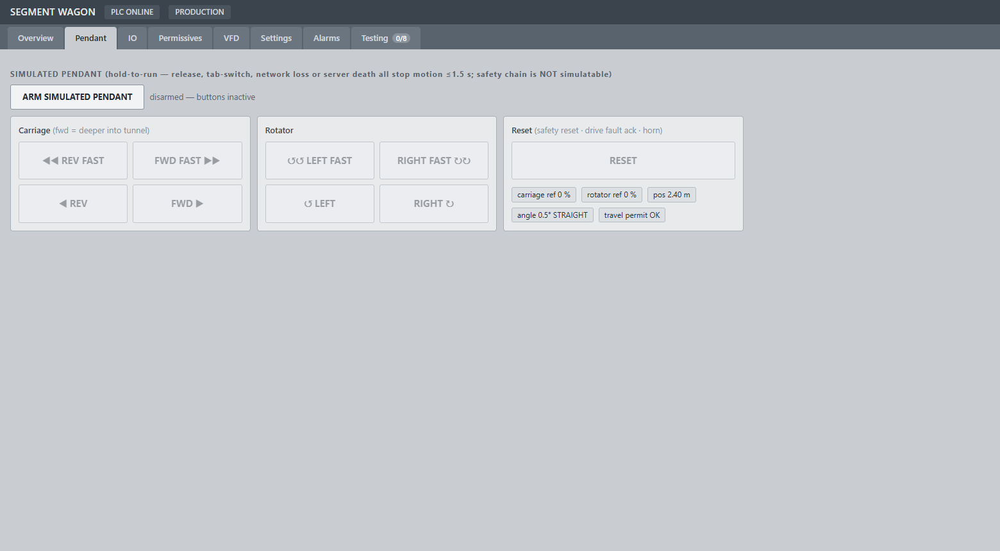 SEGMENT WAGON PLC ONLINE PRODUCTION
Overview Pendant IO Permissives VFD Settings Alarms Testing 0/8
SIMULATED PENDANT (hold-to-run — release, tab-switch, network loss or server death all stop motion ≤1.5 s; safety chain is NOT simulatable)
ARM SIMULATED PENDANT disarmed — buttons inactive
Carriage (fwd = deeper into tunnel)
◀◀ REV FAST FWD FAST ▶▶
◀ REV FWD ▶
Rotator
↺↺ LEFT FAST RIGHT FAST ↻↻
↺ LEFT RIGHT ↻
Reset (safety reset · drive fault ack · horn)
RESET
carriage ref 0 % rotator ref 0 % pos 2.40 m
angle 0.5° STRAIGHT travel permit OK